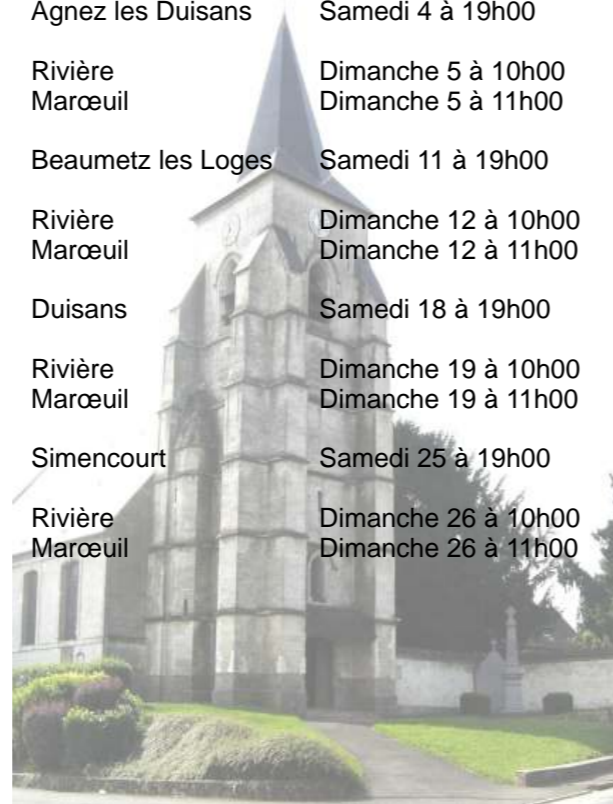 Agnez les Duisans Samedi 4 à 19h00
Rivière Dimanche 5 à 10h00
Marœuil Dimanche 5 à 11h00
Beaumetz les Loges Samedi 11 à 19h00
Rivière Dimanche 12 à 10h00
Marœuil Dimanche 12 à 11h00
Duisans Samedi 18 à 19h00
Rivière Dimanche 19 à 10h00
Marœuil Dimanche 19 à 11h00
Simencourt Samedi 25 à 19h00
Rivière Dimanche 26 à 10h00
Marœuil Dimanche 26 à 11h00